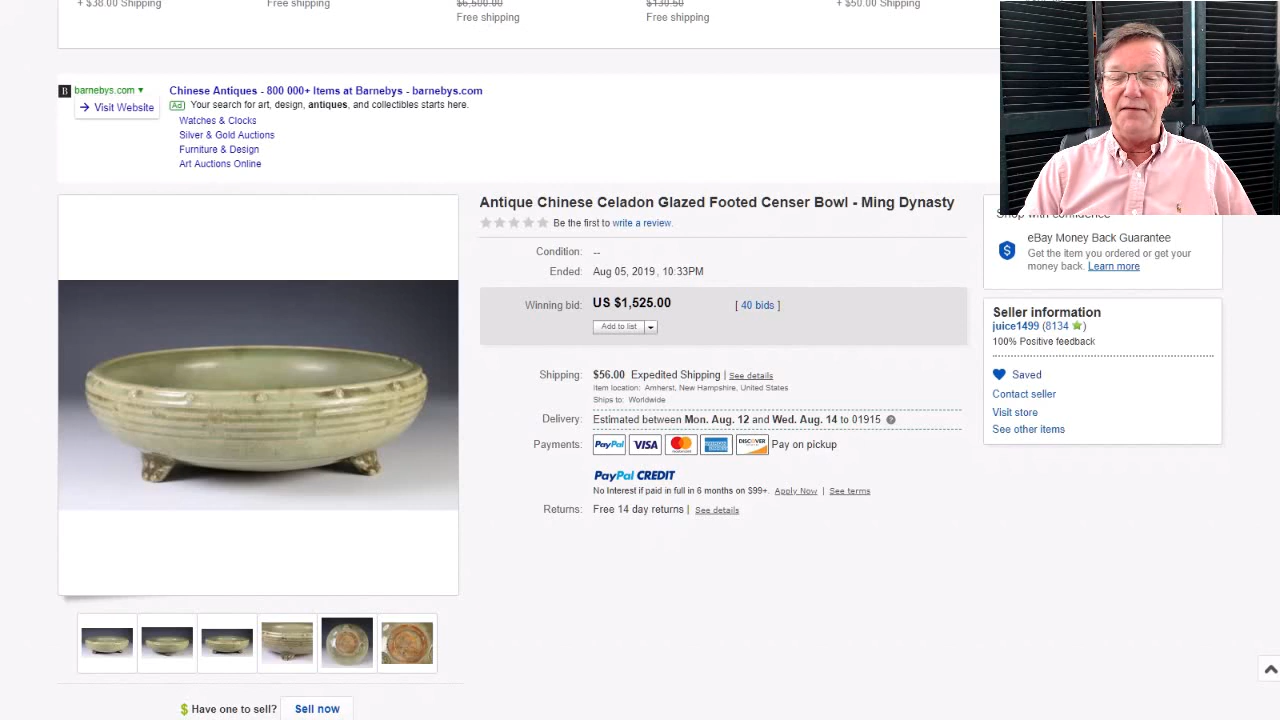 + $38.00 Shipping
Free shipping
$6,500.00
Free shipping
$130.50
Free shipping
+ $50.00 Shipping
B barnebys.com
→ Visit Website
Chinese Antiques - 800 000+ Items at Barnebys - barnebys.com
Ad Your search for art, design, antiques, and collectibles starts here.
Watches & Clocks
Silver & Gold Auctions
Furniture & Design
Art Auctions Online
Antique Chinese Celadon Glazed Footed Censer Bowl - Ming Dynasty
Be the first to write a review.
Condition: --
Ended: Aug 05, 2019 , 10:33PM
Winning bid: US $1,525.00 [ 40 bids ]
Add to list
Shipping: $56.00 Expedited Shipping | See details
Item location: Amherst, New Hampshire, United States
Ships to: Worldwide
Delivery: Estimated between Mon. Aug. 12 and Wed. Aug. 14 to 01915 ?
Payments: PayPal VISA MasterCard AMERICAN EXPRESS DISCOVER Pay on pickup
PayPal CREDIT
No Interest if paid in full in 6 months on $99+. Apply Now | See terms
Returns: Free 14 day returns | See details
Shop with confidence
eBay Money Back Guarantee
$ Get the item you ordered or get your
money back. Learn more
Seller information
juice1499 (8134 )
100% Positive feedback
Saved
Contact seller
Visit store
See other items
$ Have one to sell? Sell now